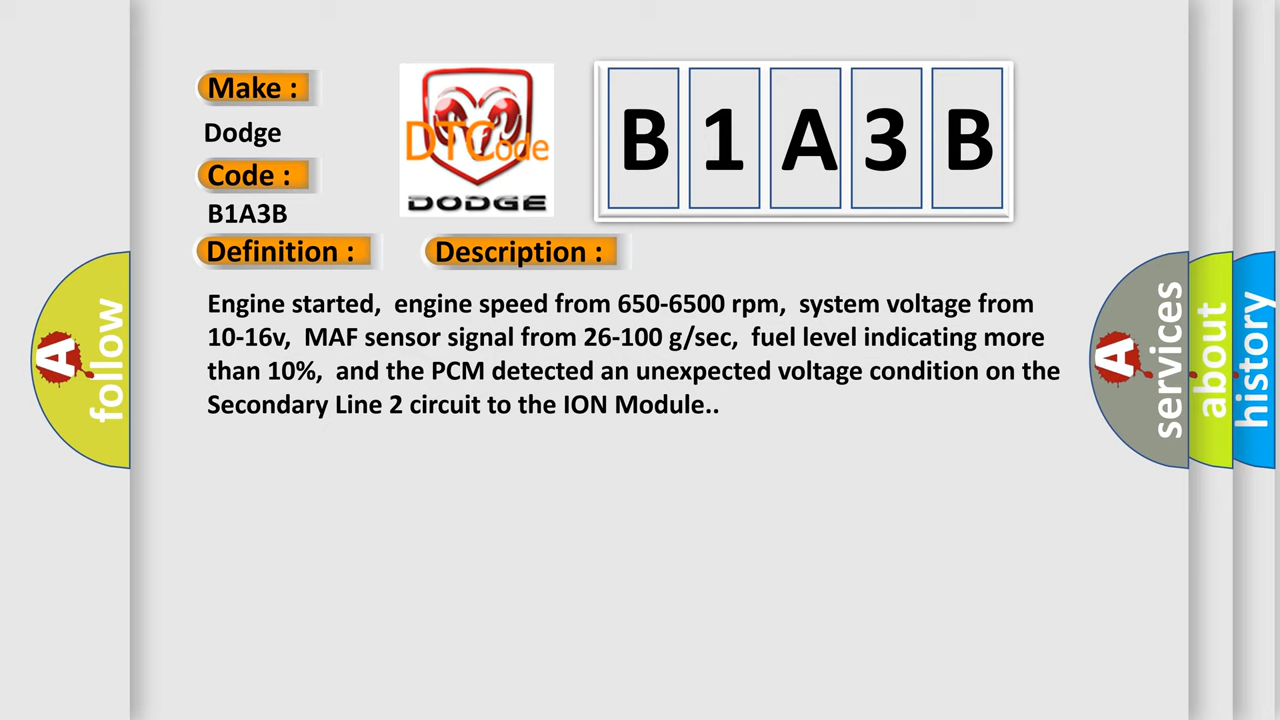 Make :
Dodge
Code :
B1A3B
DTCode
DODGE
B1A3B
Definition :
Description :
Engine started, engine speed from 650-6500 rpm, system voltage from
10-16v, MAF sensor signal from 26-100 g/sec, fuel level indicating more
than 10%, and the PCM detected an unexpected voltage condition on the
Secondary Line 2 circuit to the ION Module..
A
follow
A
services
about
history